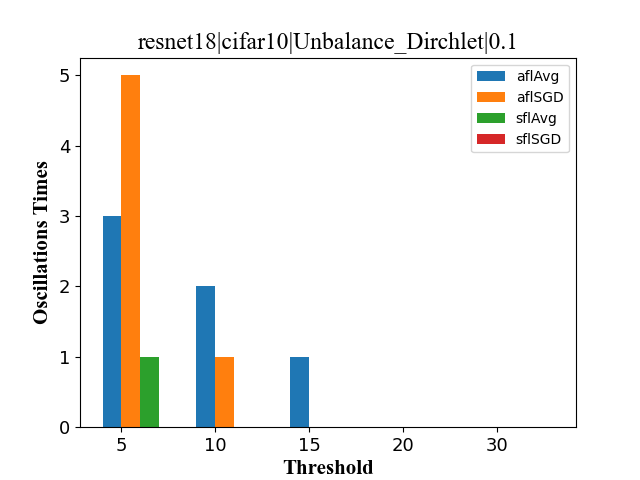 resnet18|cifar10|Unbalance_Dirchlet|0.1
aflAvg
aflSGD
sflAvg
sflSGD
Oscillations Times
5
4
3
2
1
0
5 10 15 20 30
Threshold